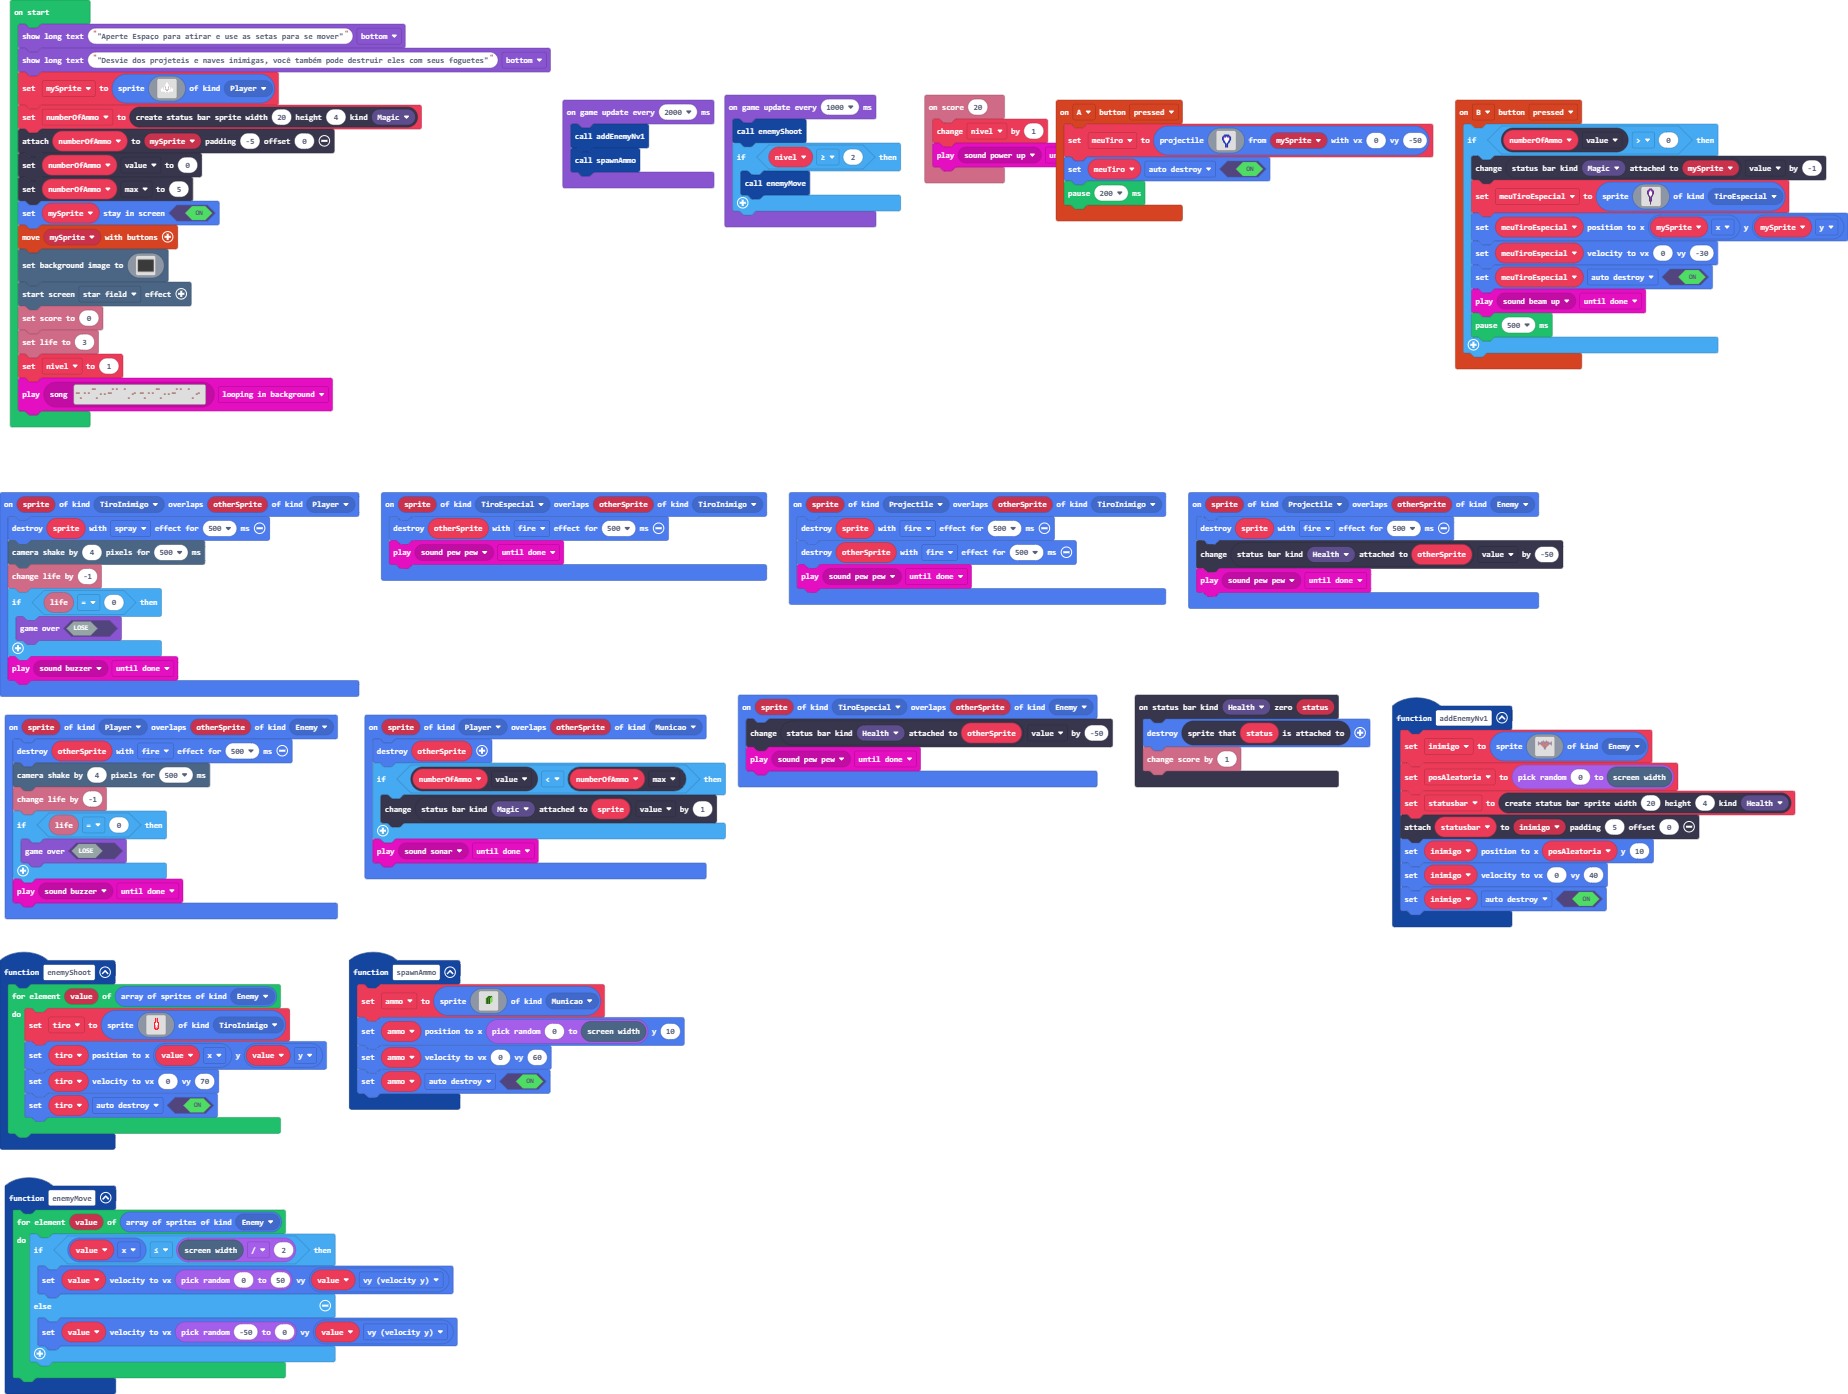 on start
show long text "Aperte Espaço para atirar e use as setas para se mover" bottom
show long text "Desvie dos projeteis e naves inimigas, você também pode destruir eles com seus foguetes" bottom
set mySprite to sprite of kind Player
set numberOfAmmo to create status bar sprite width 20 height 4 kind Magic
attach numberOfAmmo to mySprite padding -5 offset 0
set numberOfAmmo value to 0
set numberOfAmmo max to 5
set mySprite stay in screen ON
move mySprite with buttons
set background image to
start screen star field effect
set score to 0
set life to 3
set nivel to 1
play song looping in background
on game update every 2000 ms
call addEnemyNv1
call spawnAmmo
on game update every 1000 ms
call enemyShoot
if nivel ≥ 2 then
call enemyMove
on score 20
change nivel by 1
play sound power up un
on A button pressed
set meuTiro to projectile from mySprite with vx 0 vy -50
set meuTiro auto destroy ON
pause 200 ms
on B button pressed
if numberOfAmmo value > 0 then
change status bar kind Magic attached to mySprite value by -1
set meuTiroEspecial to sprite of kind TiroEspecial
set meuTiroEspecial position to x mySprite x y mySprite y
set meuTiroEspecial velocity to vx 0 vy -30
set meuTiroEspecial auto destroy ON
play sound beam up until done
pause 500 ms
on sprite of kind TiroInimigo overlaps otherSprite of kind Player
destroy sprite with spray effect for 500 ms
camera shake by 4 pixels for 500 ms
change life by -1
if life = 0 then
game over LOSE
play sound buzzer until done
on sprite of kind TiroEspecial overlaps otherSprite of kind TiroInimigo
destroy otherSprite with fire effect for 500 ms
play sound pew pew until done
on sprite of kind Projectile overlaps otherSprite of kind TiroInimigo
destroy sprite with fire effect for 500 ms
destroy otherSprite with fire effect for 500 ms
play sound pew pew until done
on sprite of kind Projectile overlaps otherSprite of kind Enemy
destroy sprite with fire effect for 500 ms
change status bar kind Health attached to otherSprite value by -50
play sound pew pew until done
on sprite of kind Player overlaps otherSprite of kind Enemy
destroy otherSprite with fire effect for 500 ms
camera shake by 4 pixels for 500 ms
change life by -1
if life = 0 then
game over LOSE
play sound buzzer until done
on sprite of kind Player overlaps otherSprite of kind Municao
destroy otherSprite
if numberOfAmmo value < numberOfAmmo max then
change status bar kind Magic attached to sprite value by 1
play sound sonar until done
on sprite of kind TiroEspecial overlaps otherSprite of kind Enemy
change status bar kind Health attached to otherSprite value by -50
play sound pew pew until done
on status bar kind Health zero status
destroy sprite that status is attached to
change score by 1
function addEnemyNv1
set inimigo to sprite of kind Enemy
set posAleatoria to pick random 0 to screen width
set statusbar to create status bar sprite width 20 height 4 kind Health
attach statusbar to inimigo padding 5 offset 0
set inimigo position to x posAleatoria y 10
set inimigo velocity to vx 0 vy 40
set inimigo auto destroy ON
function enemyShoot
for element value of array of sprites of kind Enemy
do
set tiro to sprite of kind TiroInimigo
set tiro position to x value x y value y
set tiro velocity to vx 0 vy 70
set tiro auto destroy ON
function spawnAmmo
set ammo to sprite of kind Municao
set ammo position to x pick random 0 to screen width y 10
set ammo velocity to vx 0 vy 60
set ammo auto destroy ON
function enemyMove
for element value of array of sprites of kind Enemy
do
if value x ≤ screen width / 2 then
set value velocity to vx pick random 0 to 50 vy value vy (velocity y)
else
set value velocity to vx pick random -50 to 0 vy value vy (velocity y)